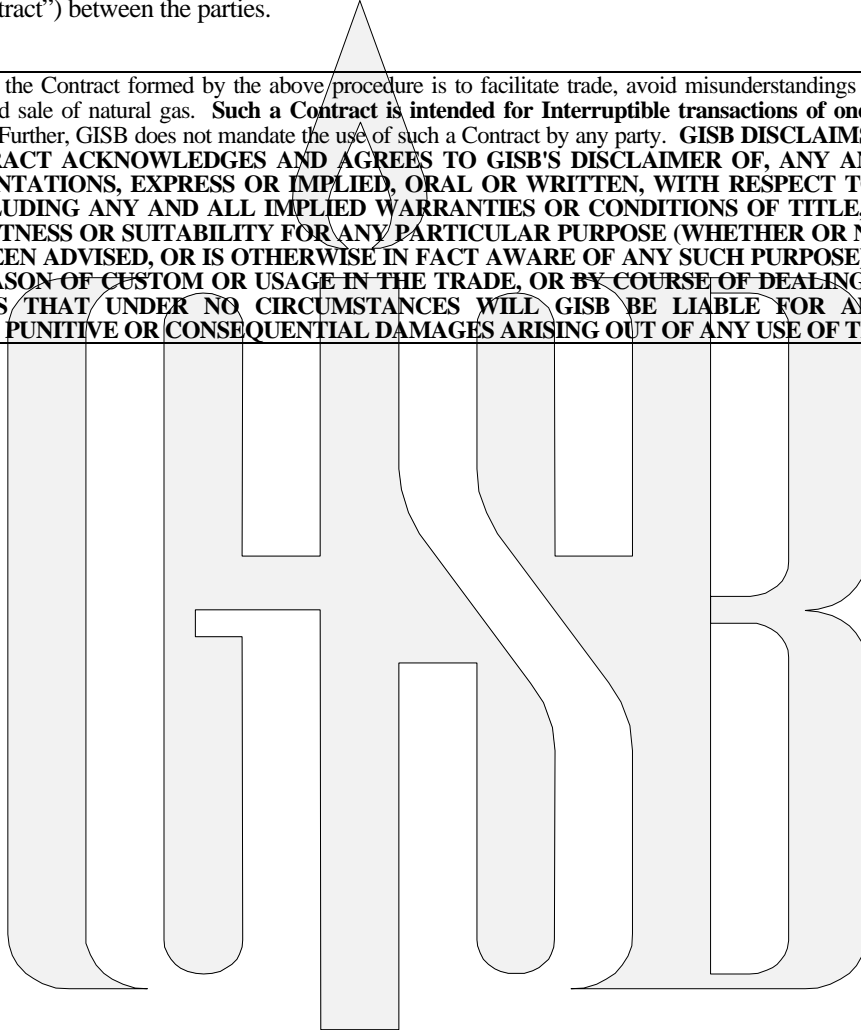 tract”) between the parties.
the Contract formed by the above procedure is to facilitate trade, avoid misunderstandings
d sale of natural gas. Such a Contract is intended for Interruptible transactions of one
Further, GISB does not mandate the use of such a Contract by any party. GISB DISCLAIMS
RACT ACKNOWLEDGES AND AGREES TO GISB'S DISCLAIMER OF, ANY AN
NTATIONS, EXPRESS OR IMPLIED, ORAL OR WRITTEN, WITH RESPECT T
LUDING ANY AND ALL IMPLIED WARRANTIES OR CONDITIONS OF TITLE,
TNESS OR SUITABILITY FOR ANY PARTICULAR PURPOSE (WHETHER OR N
EEN ADVISED, OR IS OTHERWISE IN FACT AWARE OF ANY SUCH PURPOSE)
ASON OF CUSTOM OR USAGE IN THE TRADE, OR BY COURSE OF DEALING
S THAT UNDER NO CIRCUMSTANCES WILL GISB BE LIABLE FOR AN
PUNITIVE OR CONSEQUENTIAL DAMAGES ARISING OUT OF ANY USE OF T
GISB